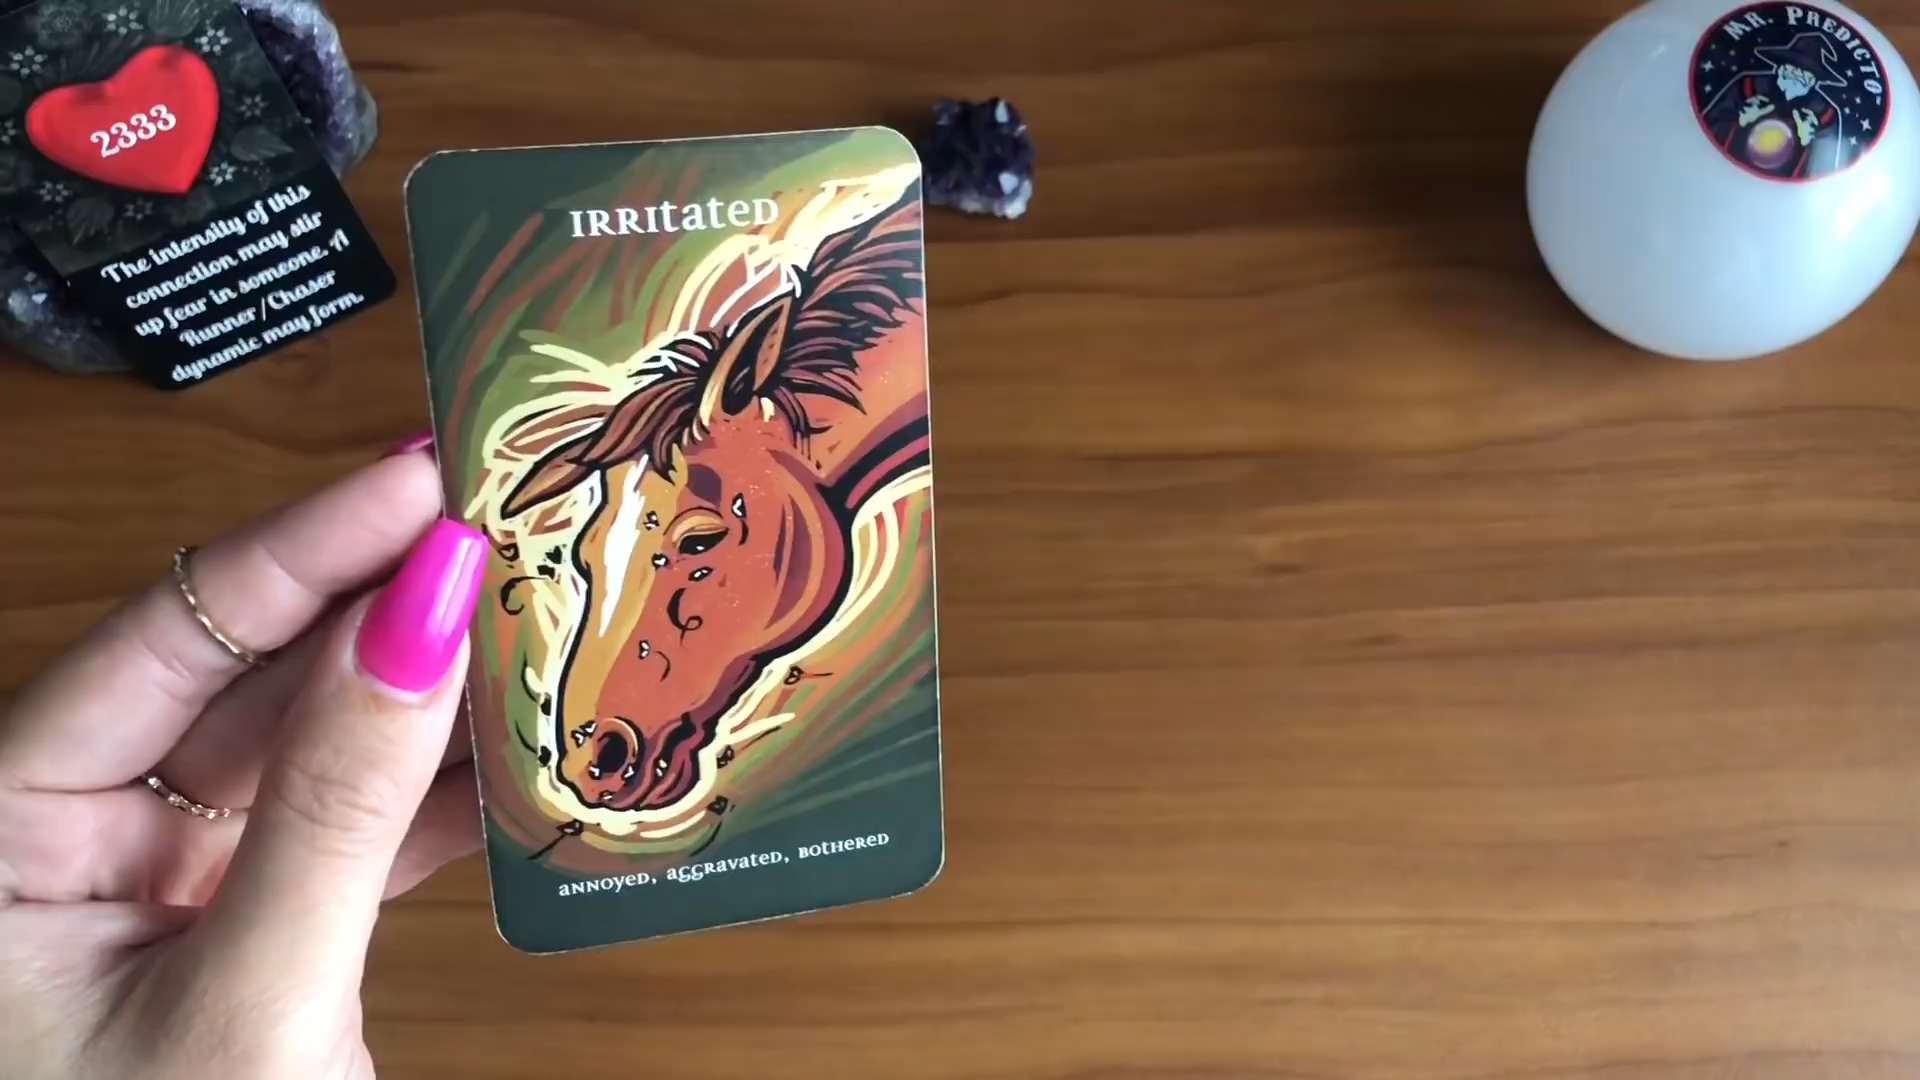 2333
The intensity of this
connection may stir
up fear in someone. A
Runner/Chaser
dynamic may form.
IRRItateD
aNNoyeD, aggRavateD, BotHeReD
MR. PREDICTO™